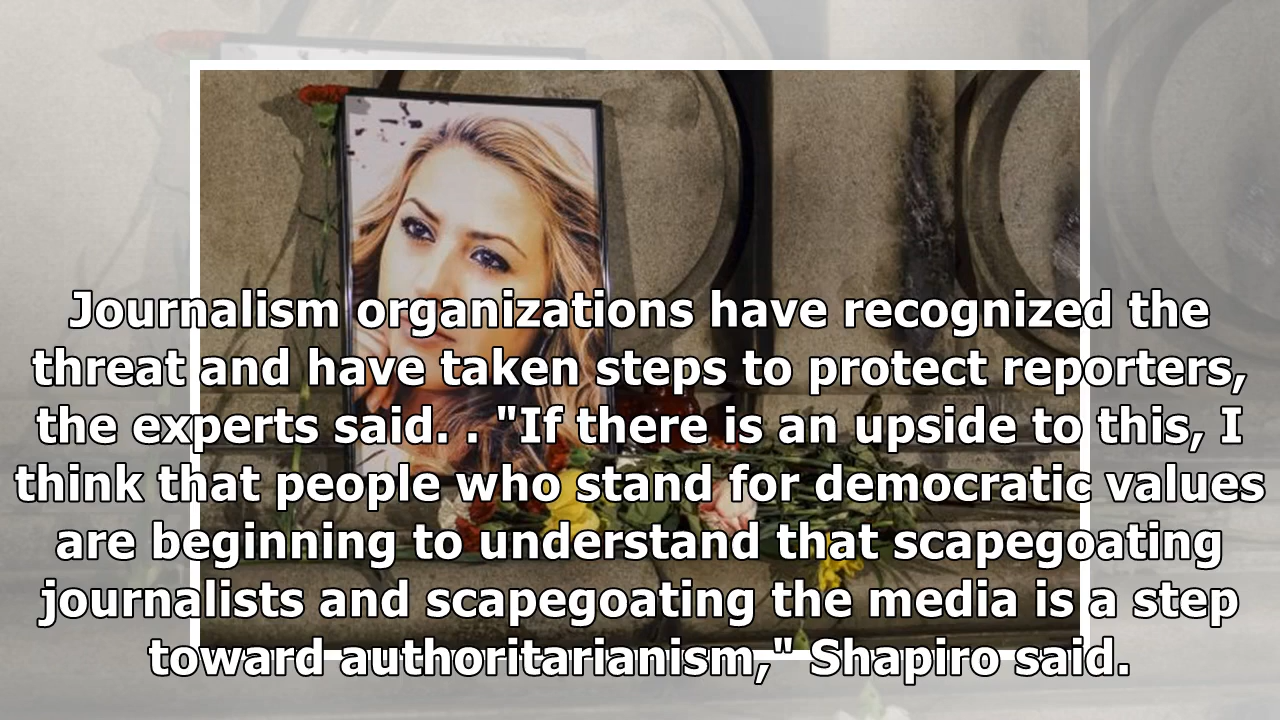 Journalism organizations have recognized the
threat and have taken steps to protect reporters,
the experts said. . "If there is an upside to this, I
think that people who stand for democratic values
are beginning to understand that scapegoating
journalists and scapegoating the media is a step
toward authoritarianism," Shapiro said.